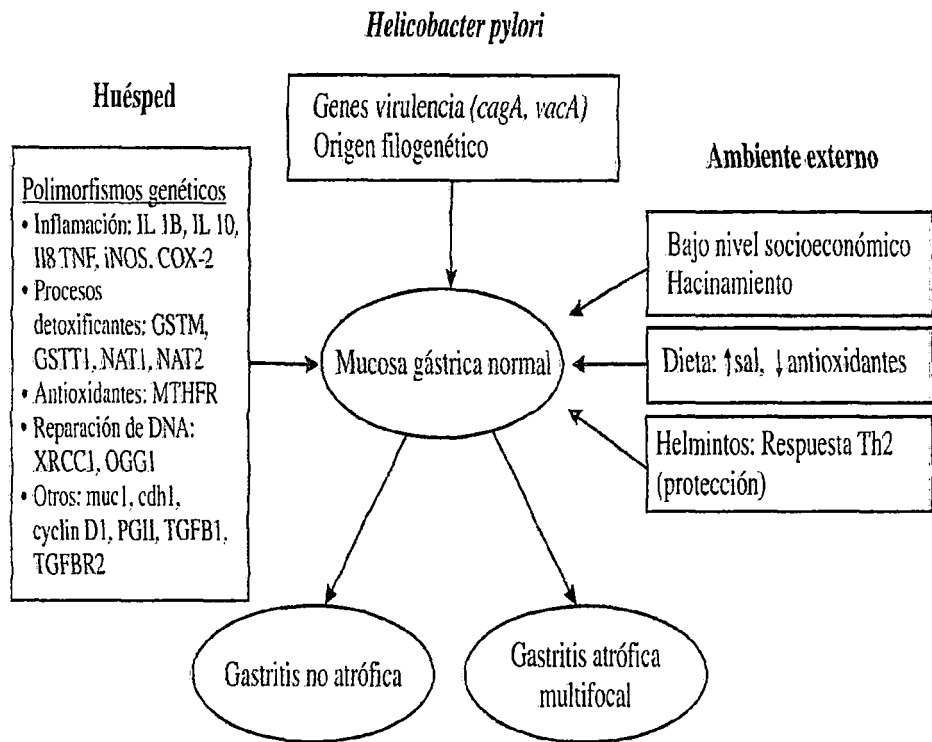 Helicobacter pylori
Huésped
Genes virulencia (cagA, vacA)
Origen filogenético
Ambiente externo
Polimorfismos genéticos
• Inflamación: IL 1B, IL 10,
Il8 TNF, iNOS. COX-2
• Procesos
detoxificantes: GSTM,
GSTT1, NAT1, NAT2
• Antioxidantes: MTHFR
• Reparación de DNA:
XRCC1, OGG1
• Otros: muc1, cdh1,
cyclin D1, PGII, TGFB1,
TGFBR2
Mucosa gástrica normal
Bajo nivel socioeconómico
Hacinamiento
Dieta: ↑sal, ↓antioxidantes
Helmintos: Respuesta Th2
(protección)
Gastritis no atrófica
Gastritis atrófica
multifocal